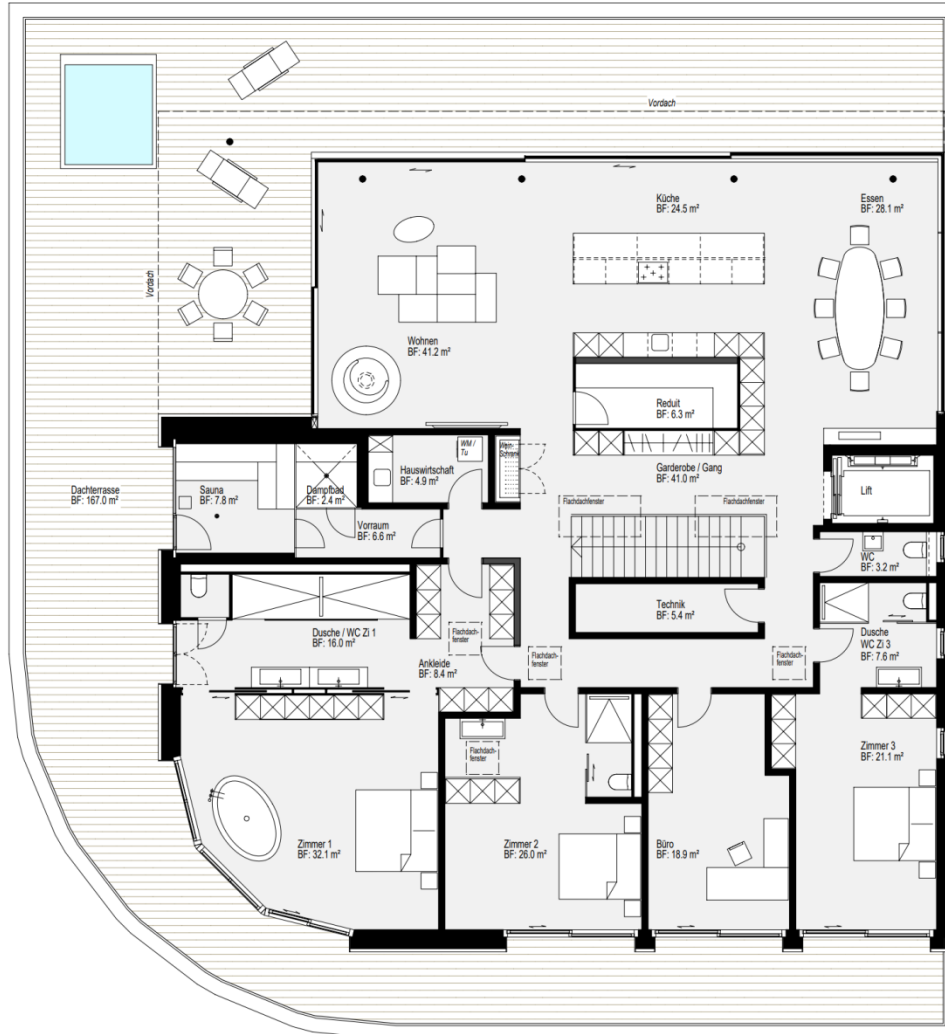 Vordach
Küche
BF: 24.5 m²
Essen
BF: 28.1 m²
Vordach
Wohnen
BF: 41.2 m²
Reduit
BF: 6.3 m²
WM /
Tu
Wein-
Schrank
Hauswirtschaft
BF: 4.9 m²
Garderobe / Gang
BF: 41.0 m²
Dachterrasse
BF: 167.0 m²
Sauna
BF: 7.8 m²
Dampfbad
BF: 2.4 m²
Lift
Flachdachfenster
Flachdachfenster
Vorraum
BF: 6.6 m²
WC
BF: 3.2 m²
Technik
BF: 5.4 m²
Dusche / WC Zi 1
BF: 16.0 m²
Flachdach-
fenster
Dusche
WC Zi 3
BF: 7.6 m²
Ankleide
BF: 8.4 m²
Flachdach-
fenster
Flachdach-
fenster
Flachdach-
fenster
Zimmer 3
BF: 21.1 m²
Zimmer 1
BF: 32.1 m²
Zimmer 2
BF: 26.0 m²
Büro
BF: 18.9 m²